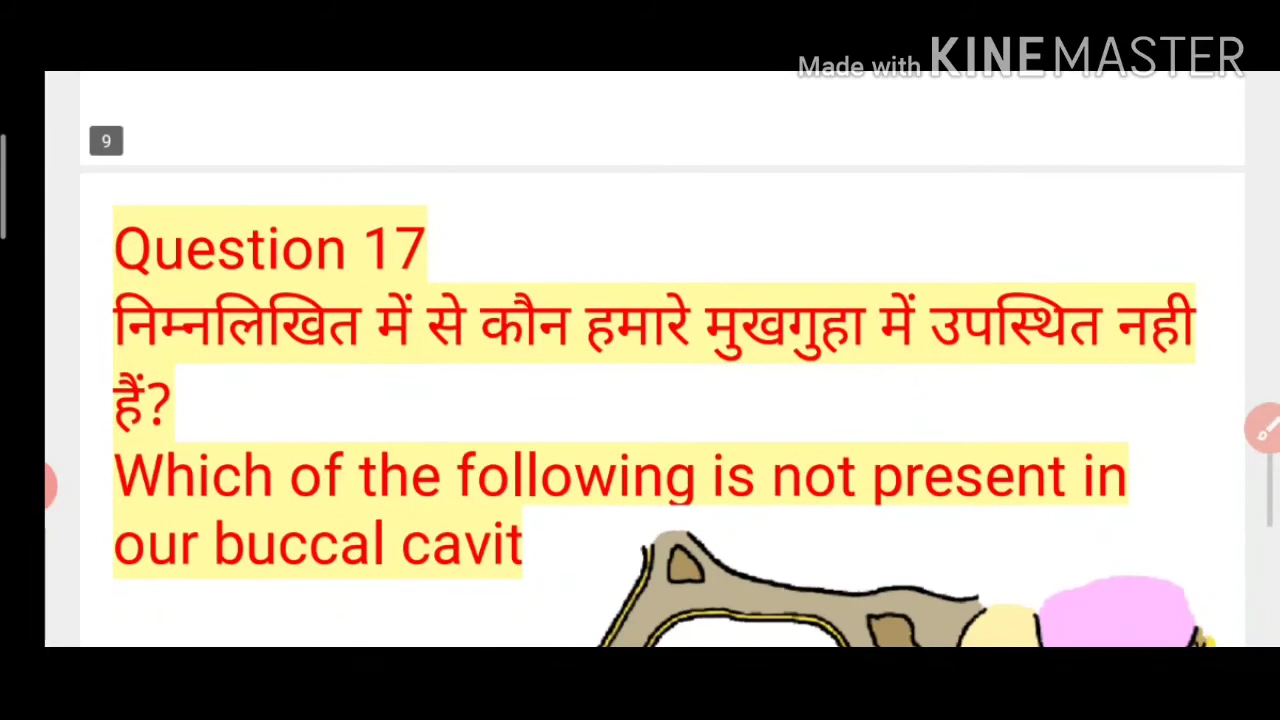 Made with KINEMASTER
9
Question 17
निम्नलिखित में से कौन हमारे मुखगुहा में उपस्थित नही
हैं?
Which of the following is not present in
our buccal cavit